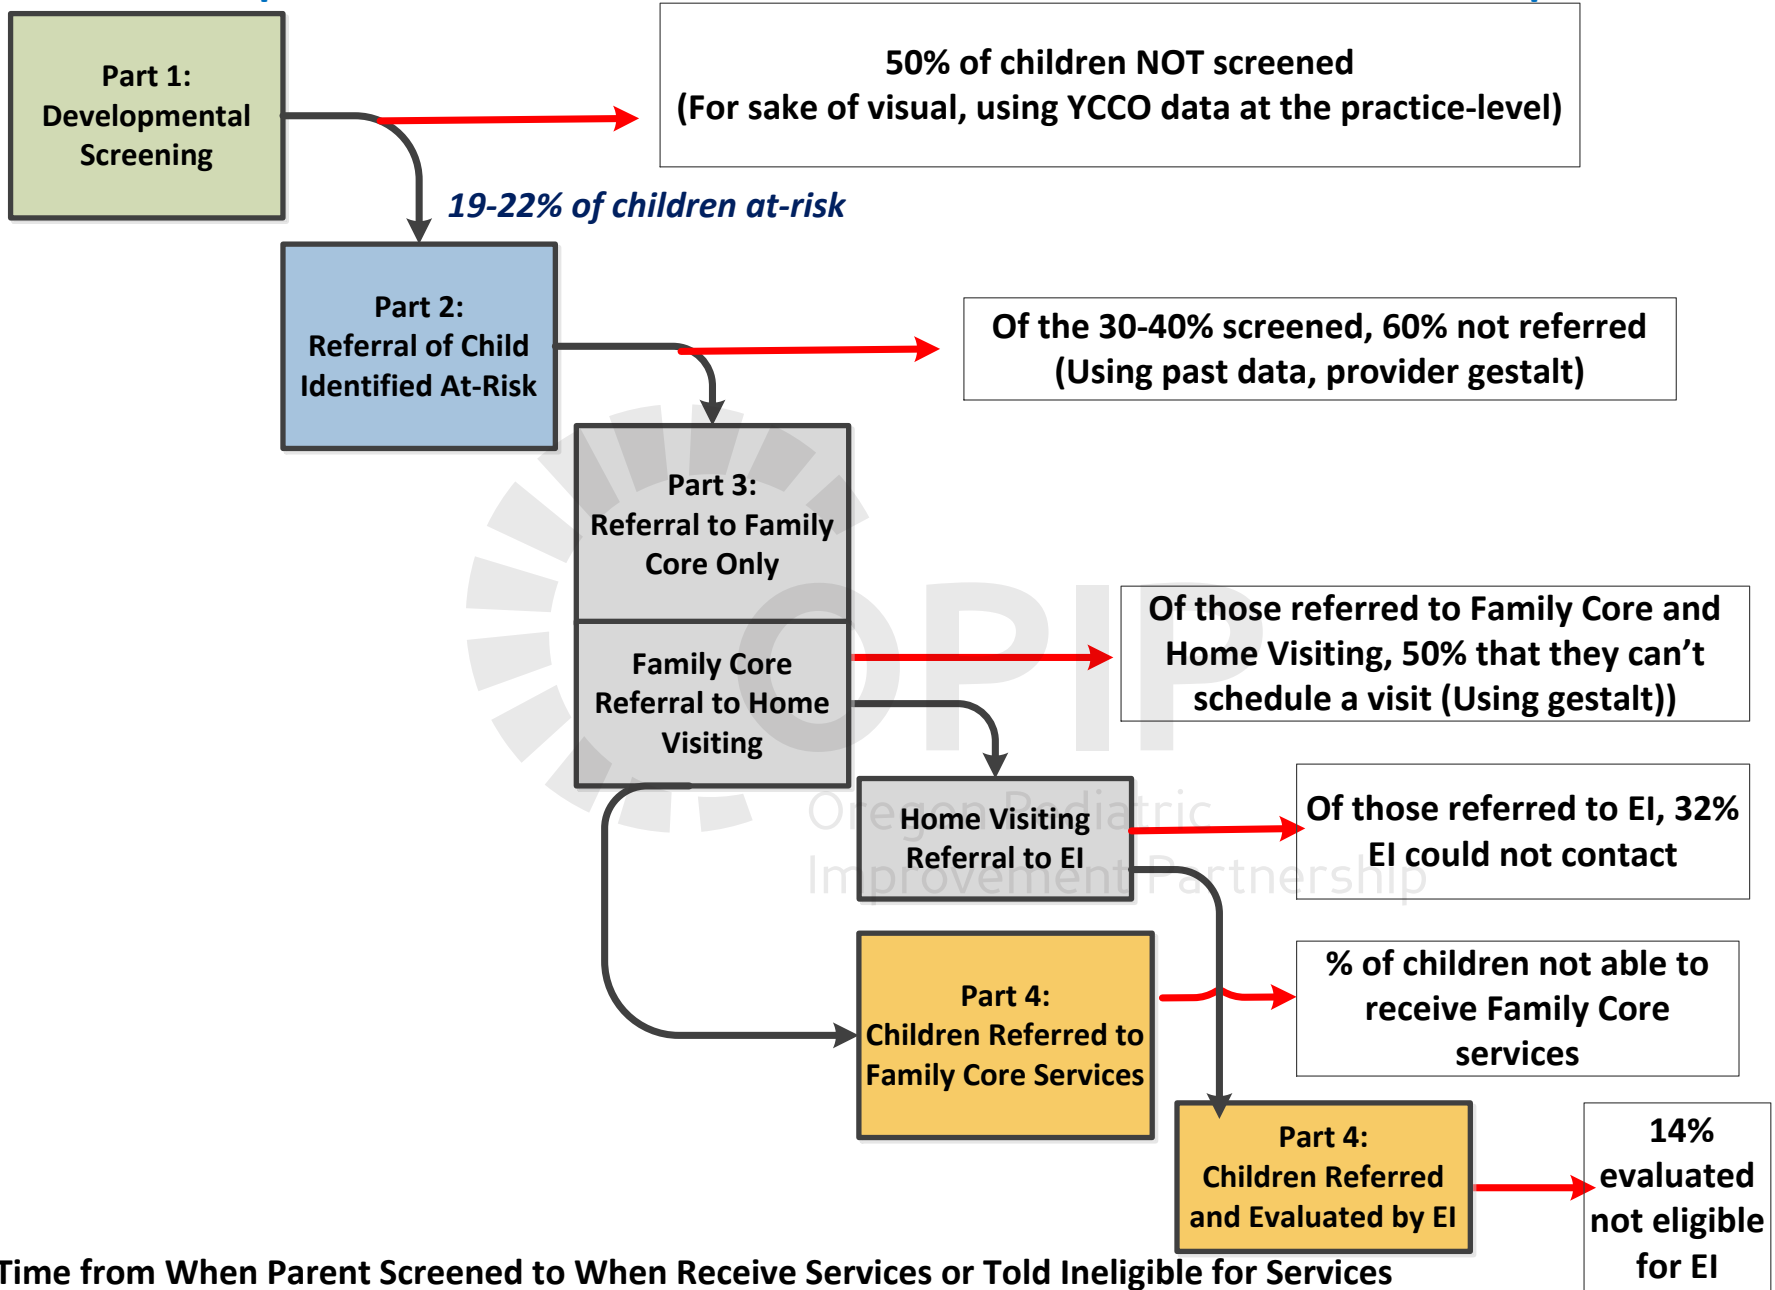 Part 1:
Developmental
Screening
50% of children NOT screened
(For sake of visual, using YCCO data at the practice-level)
19-22% of children at-risk
Part 2:
Referral of Child
Identified At-Risk
Of the 30-40% screened, 60% not referred
(Using past data, provider gestalt)
Part 3:
Referral to Family
Core Only
Family Core
Referral to Home
Visiting
Of those referred to Family Core and
Home Visiting, 50% that they can’t
schedule a visit (Using gestalt))
OPIP
Oregon Pediatric
Improvement Partnership
Home Visiting
Referral to EI
Of those referred to EI, 32%
EI could not contact
Part 4:
Children Referred to
Family Core Services
% of children not able to
receive Family Core
services
Part 4:
Children Referred
and Evaluated by EI
14%
evaluated
not eligible
for EI
Time from When Parent Screened to When Receive Services or Told Ineligible for Services